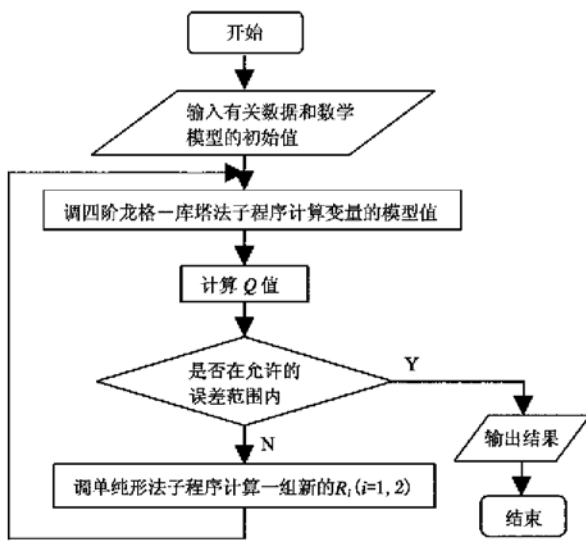 开始
输入有关数据和数学
模型的初始值
调四阶龙格－库塔法子程序计算变量的模型值
计算 Q 值
是否在允许的
误差范围内
Y
N
输出结果
调单纯形法子程序计算一组新的Ri(i=1, 2)
结束